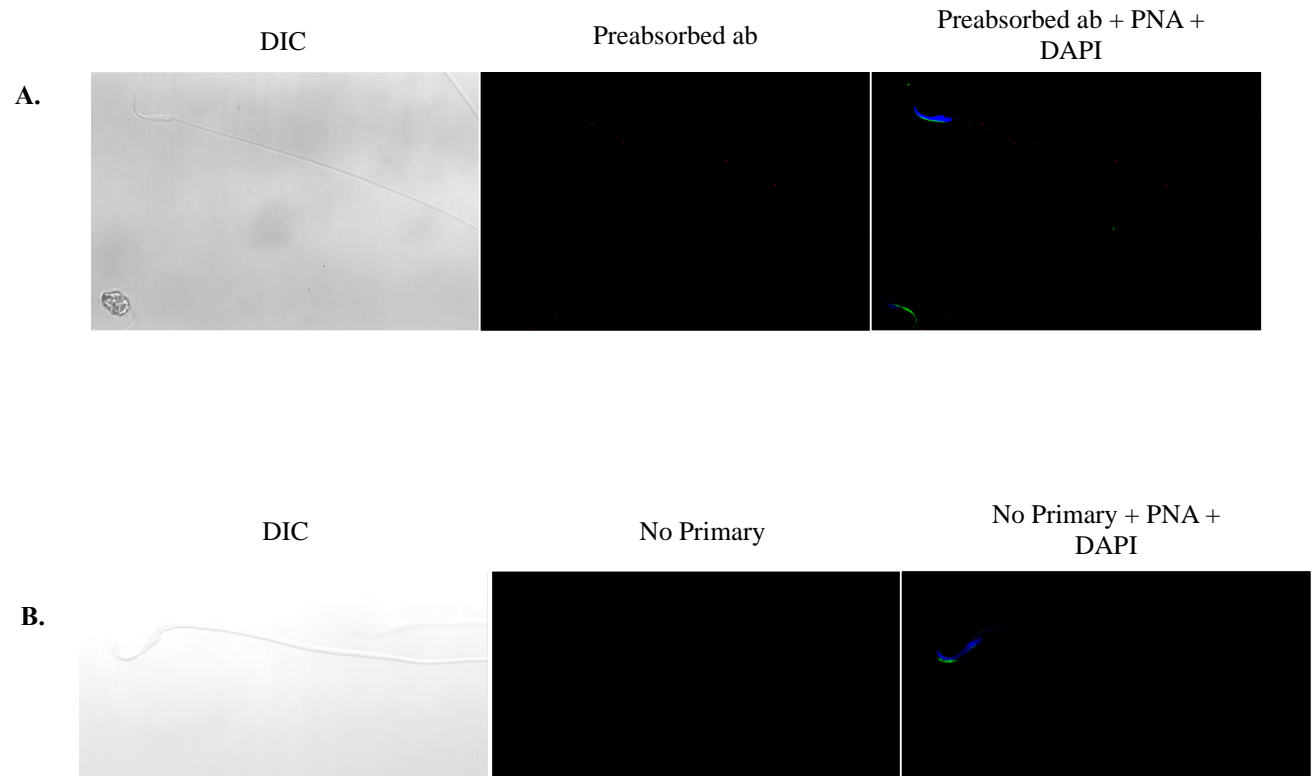 DIC
Preabsorbed ab
Preabsorbed ab + PNA +
DAPI
A.
DIC
No Primary
No Primary + PNA +
DAPI
B.